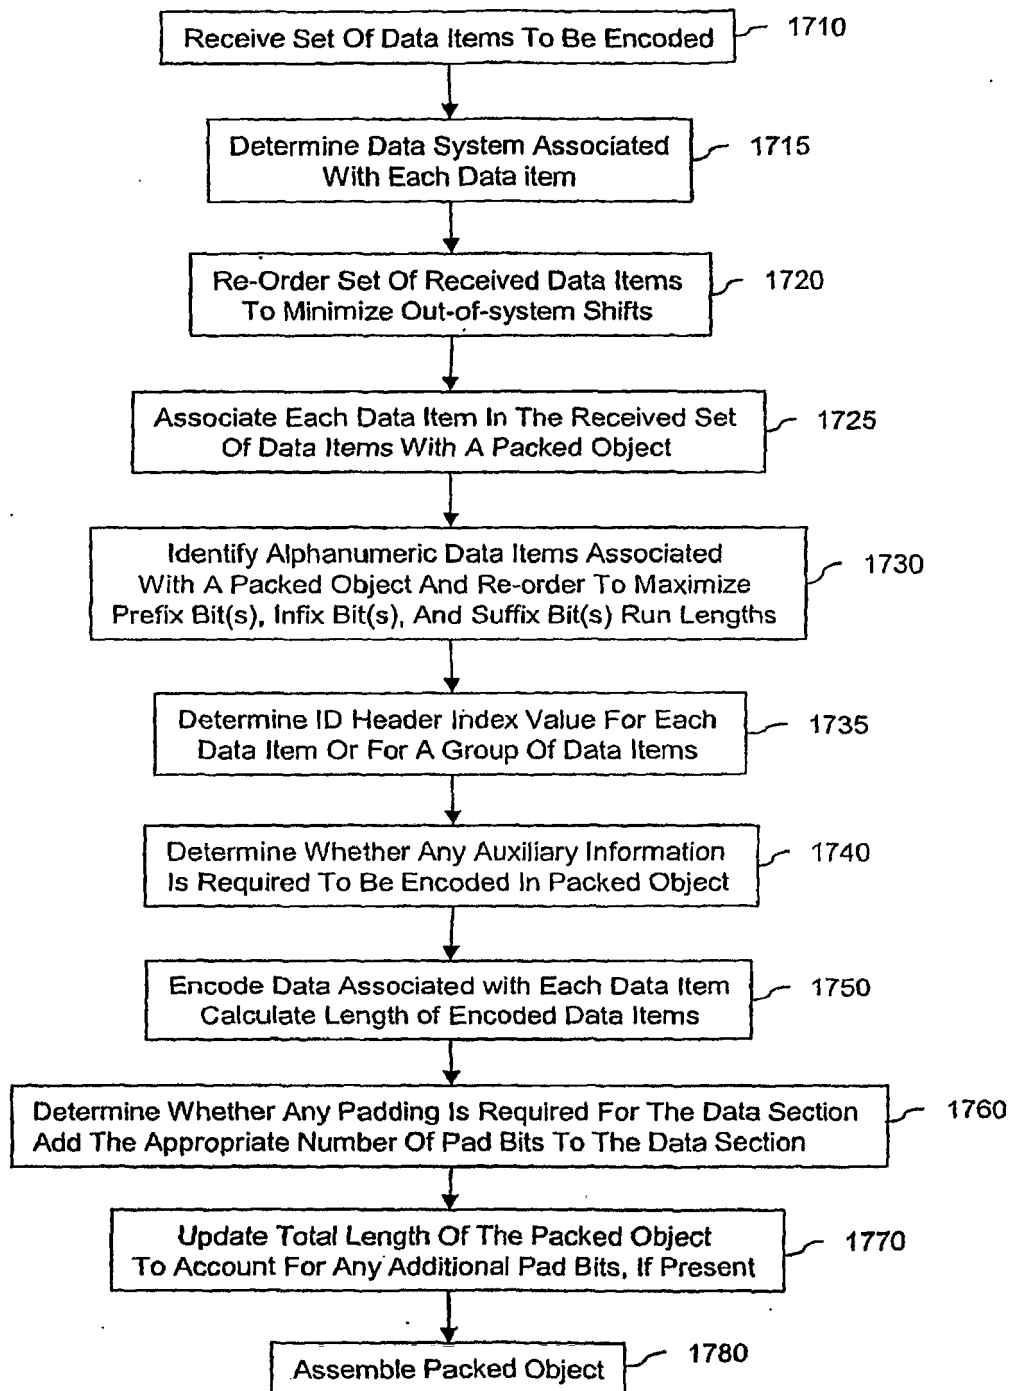 Receive Set Of Data Items To Be Encoded
1710
Determine Data System Associated
With Each Data item
1715
Re-Order Set Of Received Data Items
To Minimize Out-of-system Shifts
1720
Associate Each Data Item In The Received Set
Of Data Items With A Packed Object
1725
Identify Alphanumeric Data Items Associated
With A Packed Object And Re-order To Maximize
Prefix Bit(s), Infix Bit(s), And Suffix Bit(s) Run Lengths
1730
Determine ID Header Index Value For Each
Data Item Or For A Group Of Data Items
1735
Determine Whether Any Auxiliary Information
Is Required To Be Encoded In Packed Object
1740
Encode Data Associated with Each Data Item
Calculate Length of Encoded Data Items
1750
Determine Whether Any Padding Is Required For The Data Section
Add The Appropriate Number Of Pad Bits To The Data Section
1760
Update Total Length Of The Packed Object
To Account For Any Additional Pad Bits, If Present
1770
Assemble Packed Object
1780